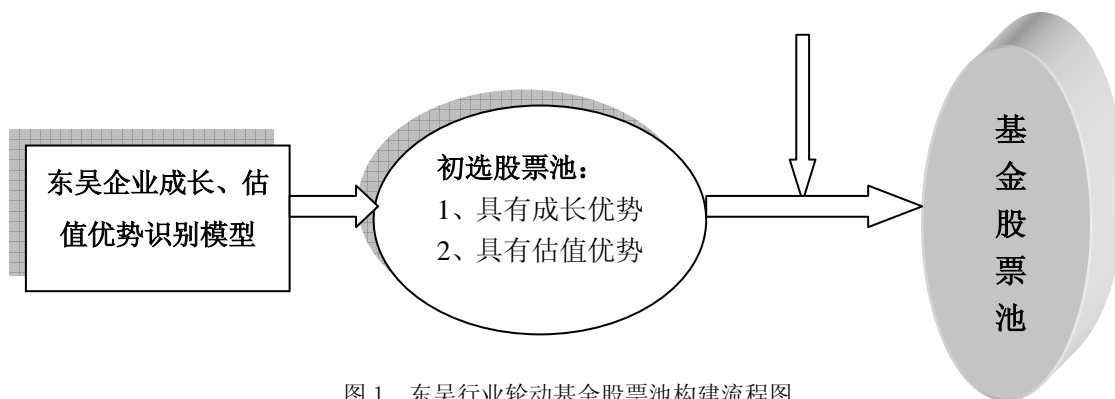 东吴企业成长、估
值优势识别模型
初选股票池：
1、具有成长优势
2、具有估值优势
基
金
股
票
池
图 1 东吴行业轮动基金股票池构建流程图